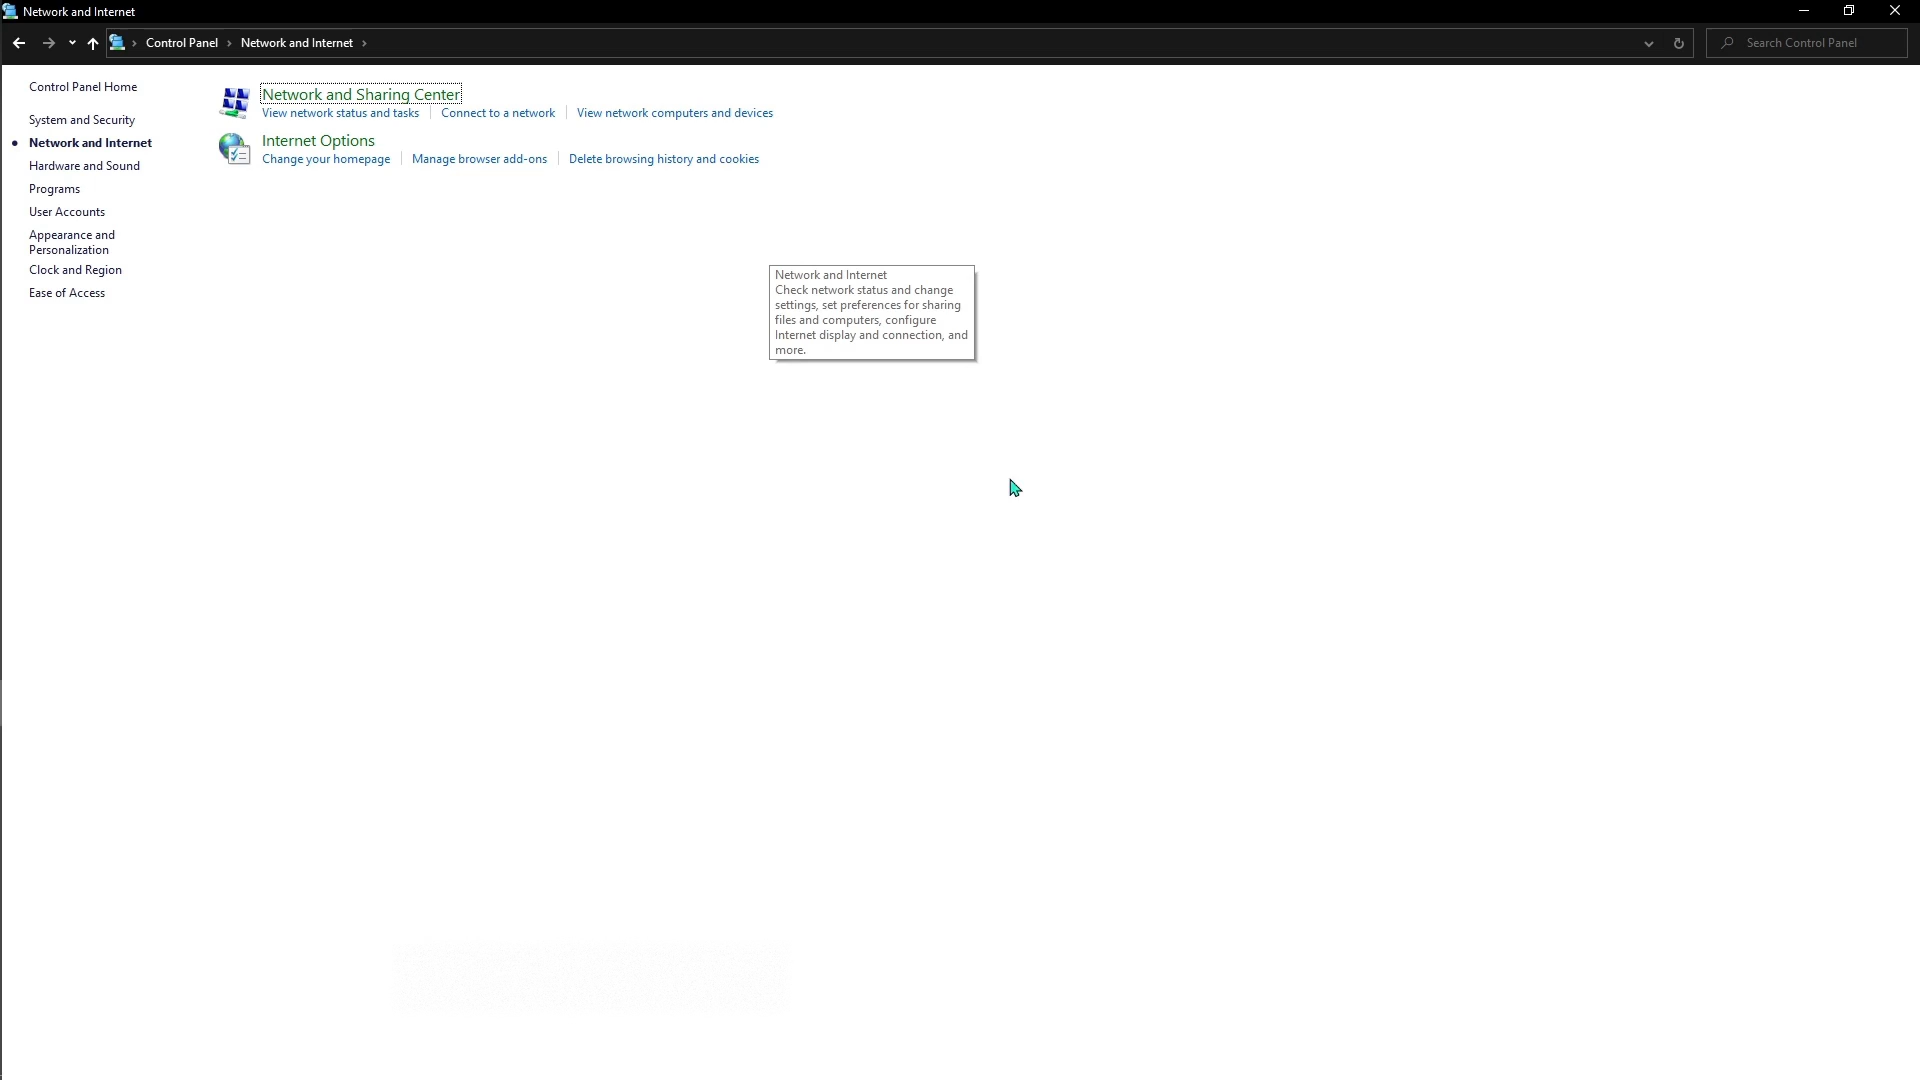 Network and Internet
Control Panel > Network and Internet >
Search Control Panel
Control Panel Home
System and Security
Network and Internet
Hardware and Sound
Programs
User Accounts
Appearance and
Personalization
Clock and Region
Ease of Access
Network and Sharing Center
View network status and tasks | Connect to a network | View network computers and devices
Internet Options
Change your homepage | Manage browser add-ons | Delete browsing history and cookies
Network and Internet
Check network status and change
settings, set preferences for sharing
files and computers, configure
Internet display and connection, and
more.